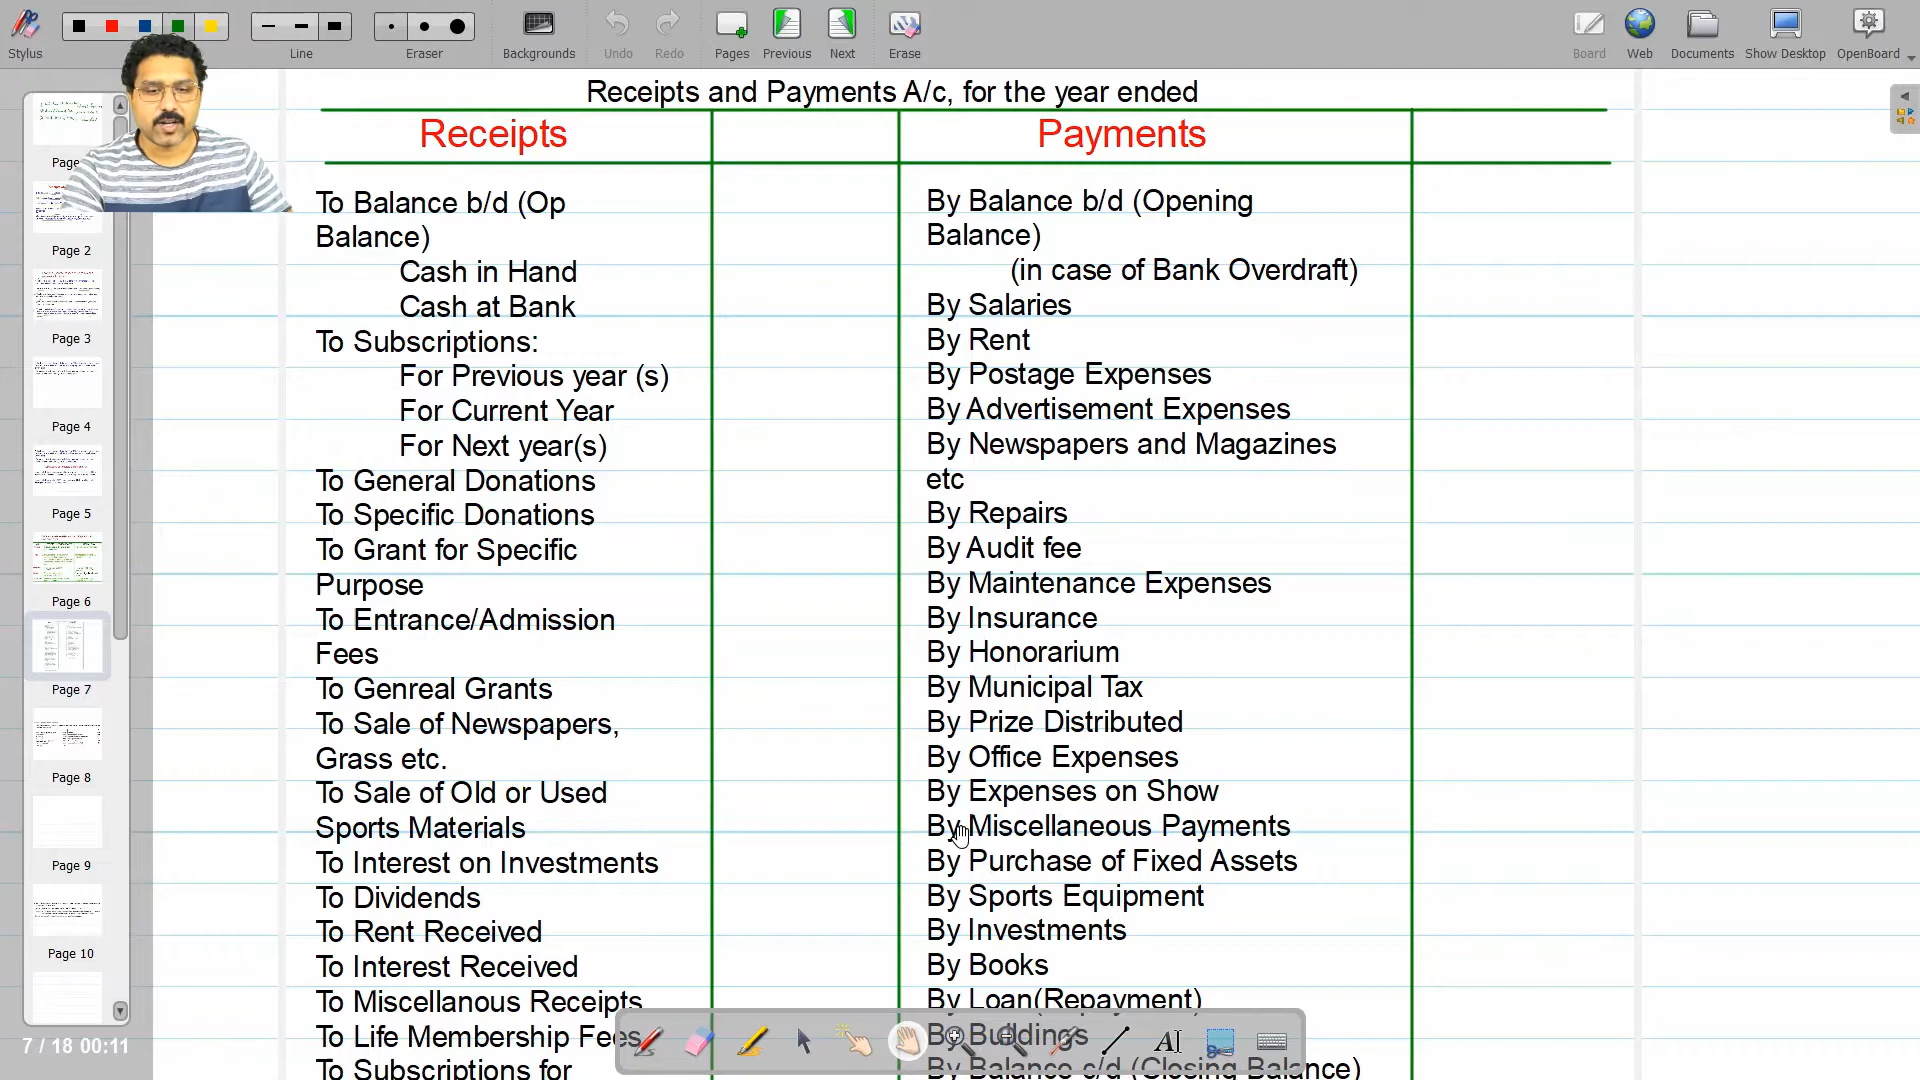 Stylus
Line
Eraser
Backgrounds
Undo
Redo
Pages
Previous
Next
Erase
Board
Web
Documents
Show Desktop
OpenBoard
Receipts and Payments A/c, for the year ended
Receipts
Payments
To Balance b/d (Op
Balance)
Cash in Hand
Cash at Bank
To Subscriptions:
For Previous year (s)
For Current Year
For Next year(s)
To General Donations
To Specific Donations
To Grant for Specific
Purpose
To Entrance/Admission
Fees
To Genreal Grants
To Sale of Newspapers,
Grass etc.
To Sale of Old or Used
Sports Materials
To Interest on Investments
To Dividends
To Rent Received
To Interest Received
To Miscellanous Receipts
To Life Membership Fees
To Subscriptions for
By Balance b/d (Opening
Balance)
(in case of Bank Overdraft)
By Salaries
By Rent
By Postage Expenses
By Advertisement Expenses
By Newspapers and Magazines
etc
By Repairs
By Audit fee
By Maintenance Expenses
By Insurance
By Honorarium
By Municipal Tax
By Prize Distributed
By Office Expenses
By Expenses on Show
By Miscellaneous Payments
By Purchase of Fixed Assets
By Sports Equipment
By Investments
By Books
By Loan(Repayment)
By Buildings
By Balance c/d (Closing Balance)
Page 2
Page 3
Page 4
Page 5
Page 6
Page 7
Page 8
Page 9
Page 10
7 / 18 00:11